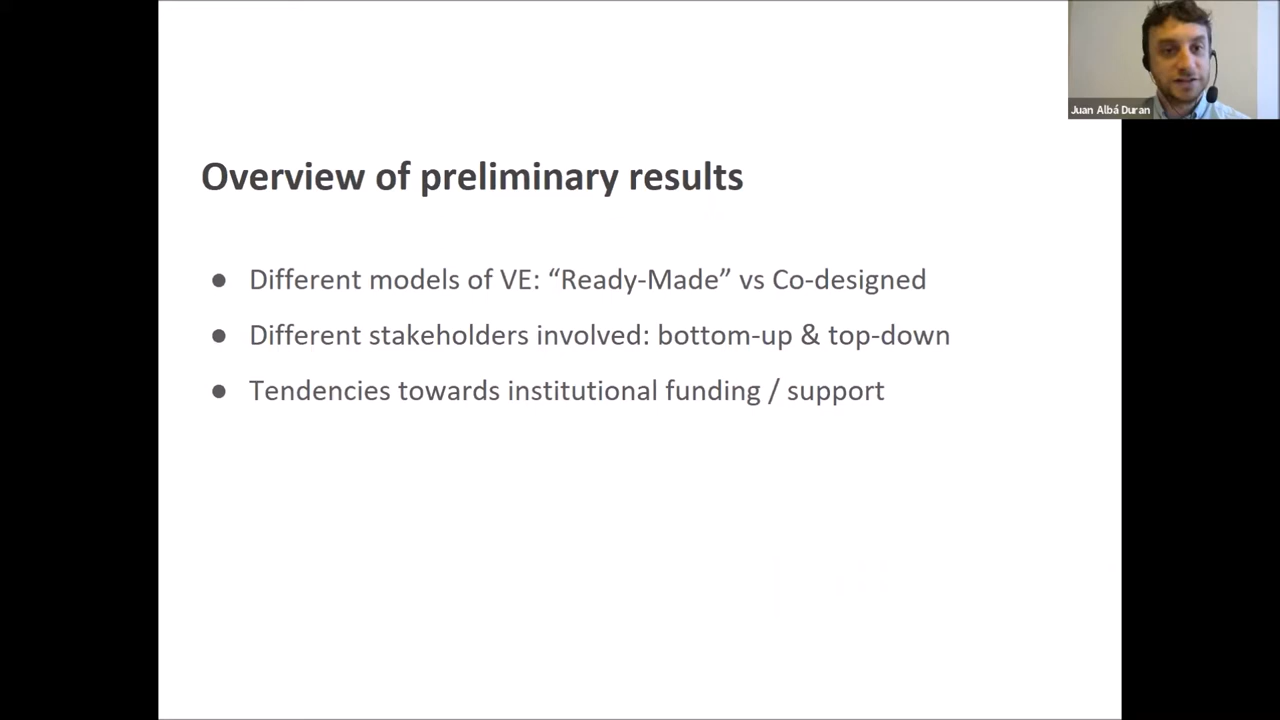 Juan Albá Duran
Overview of preliminary results
● Different models of VE: “Ready-Made” vs Co-designed
● Different stakeholders involved: bottom-up & top-down
● Tendencies towards institutional funding / support